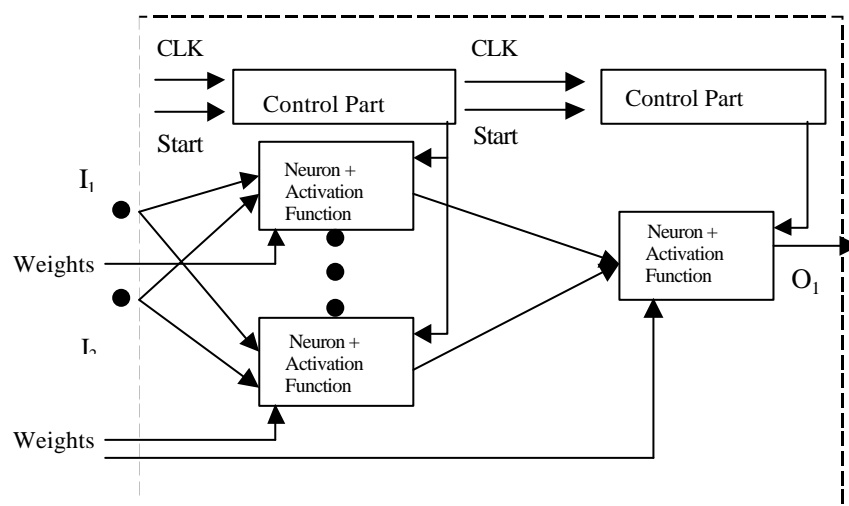 CLK
CLK
Control Part
Control Part
Start
Start
I₁
Neuron +
Activation
Function
Weights
Neuron +
Activation
Function
O₁
I₂
Neuron +
Activation
Function
Weights